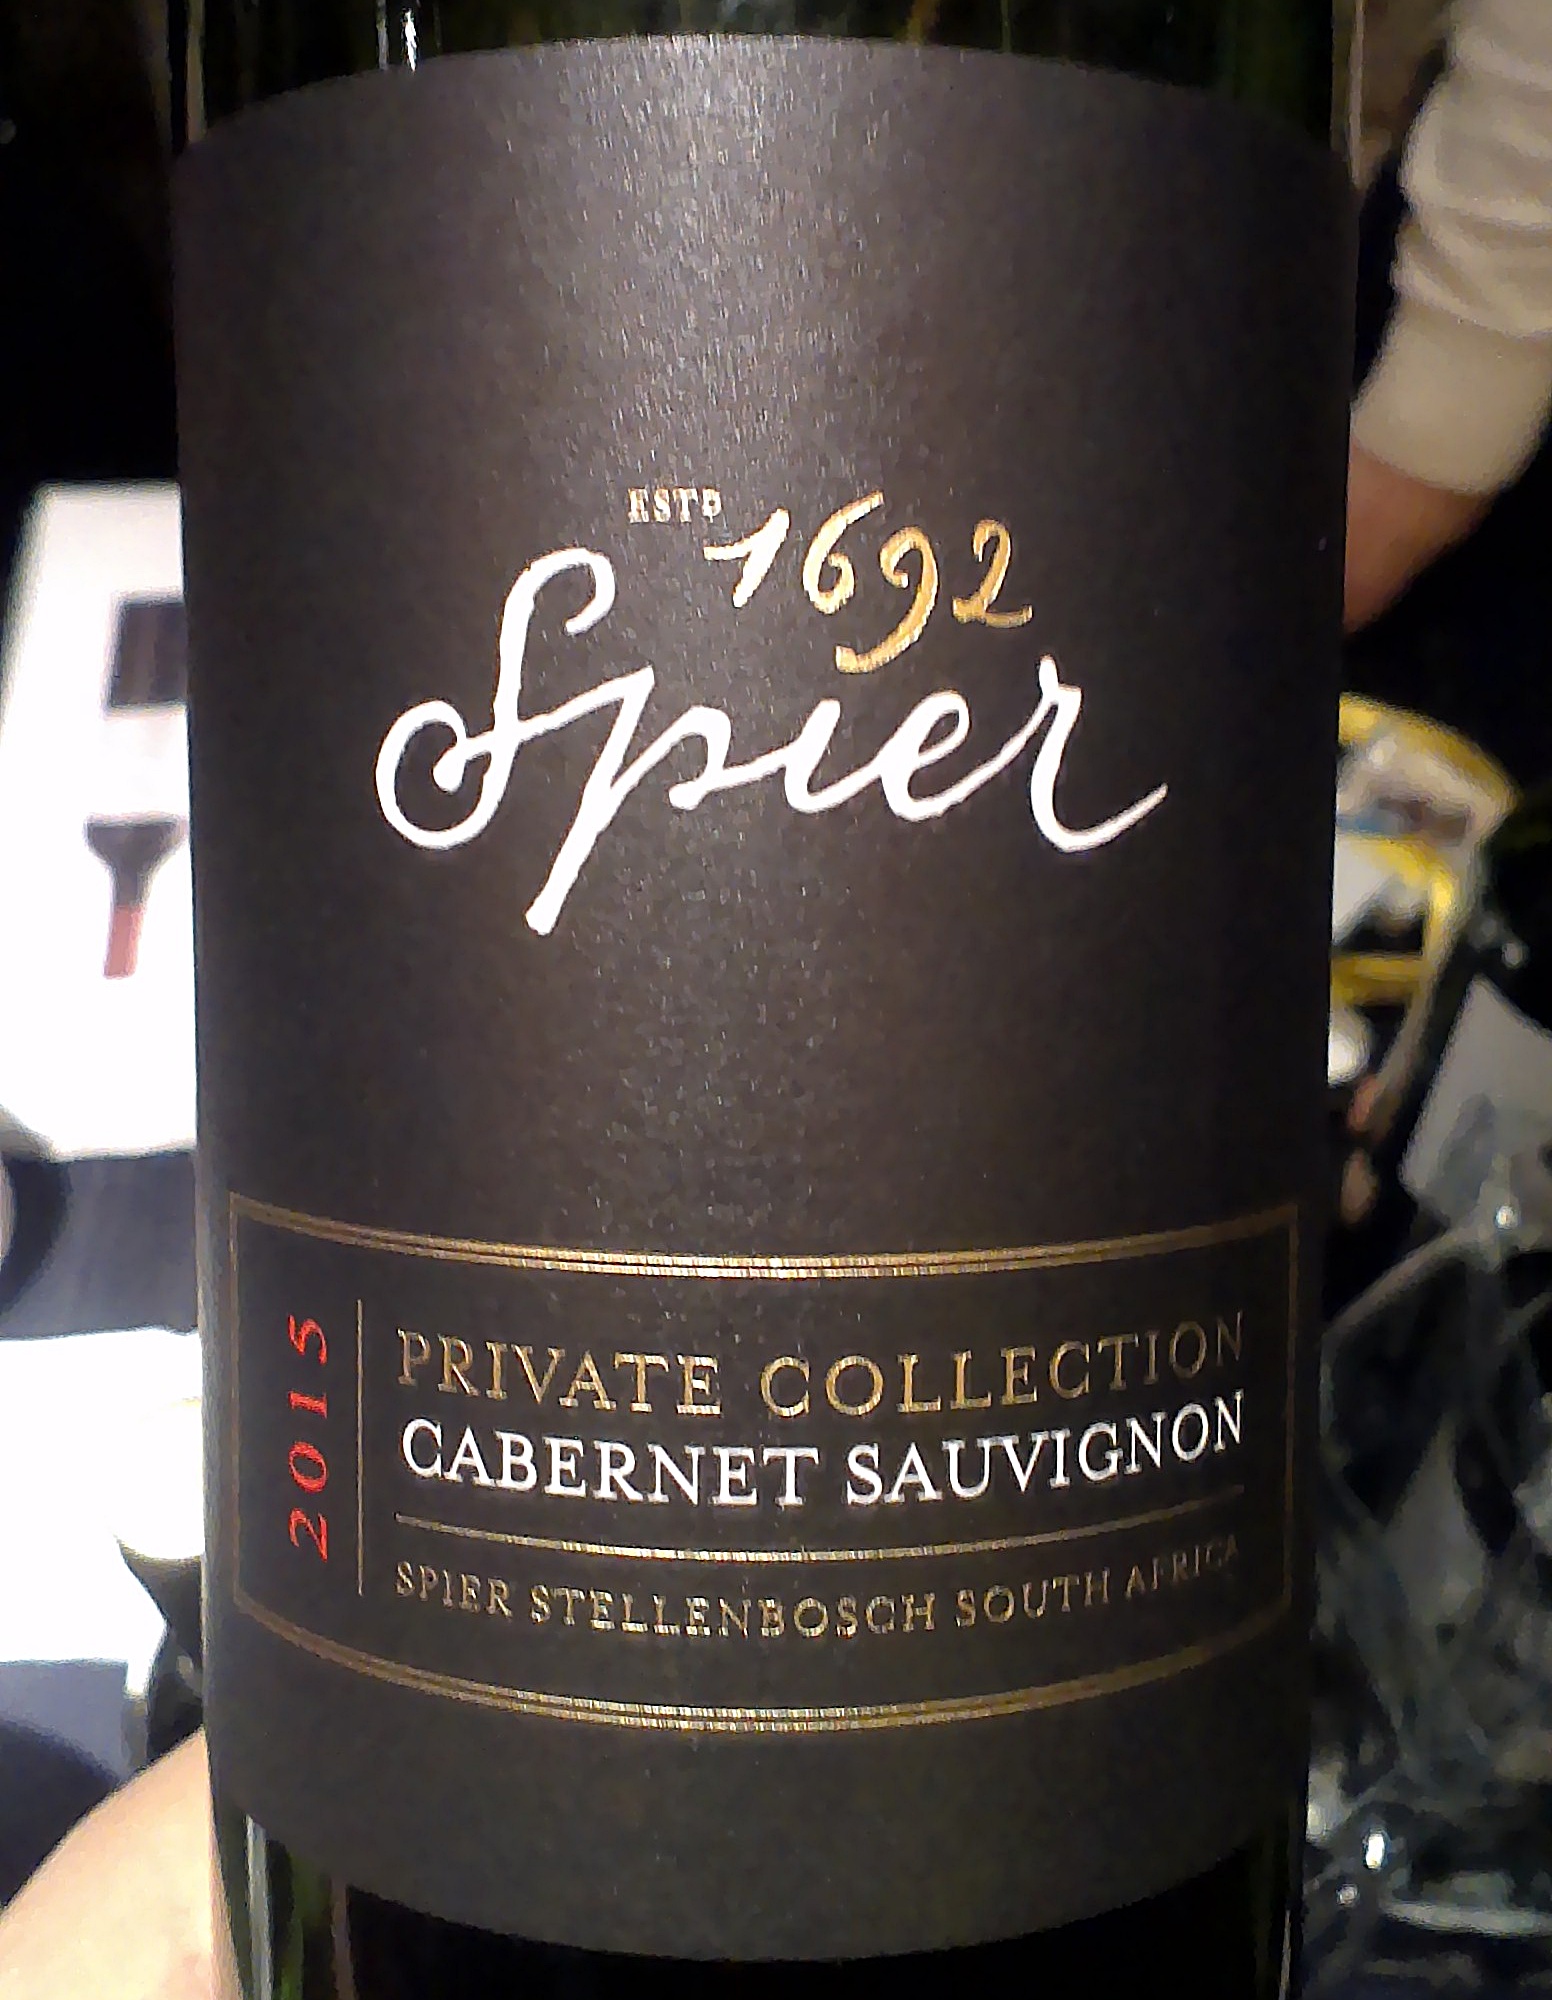 ESTD 1692
Spier
2015
PRIVATE COLLECTION
CABERNET SAUVIGNON
SPIER STELLENBOSCH SOUTH AFRICA